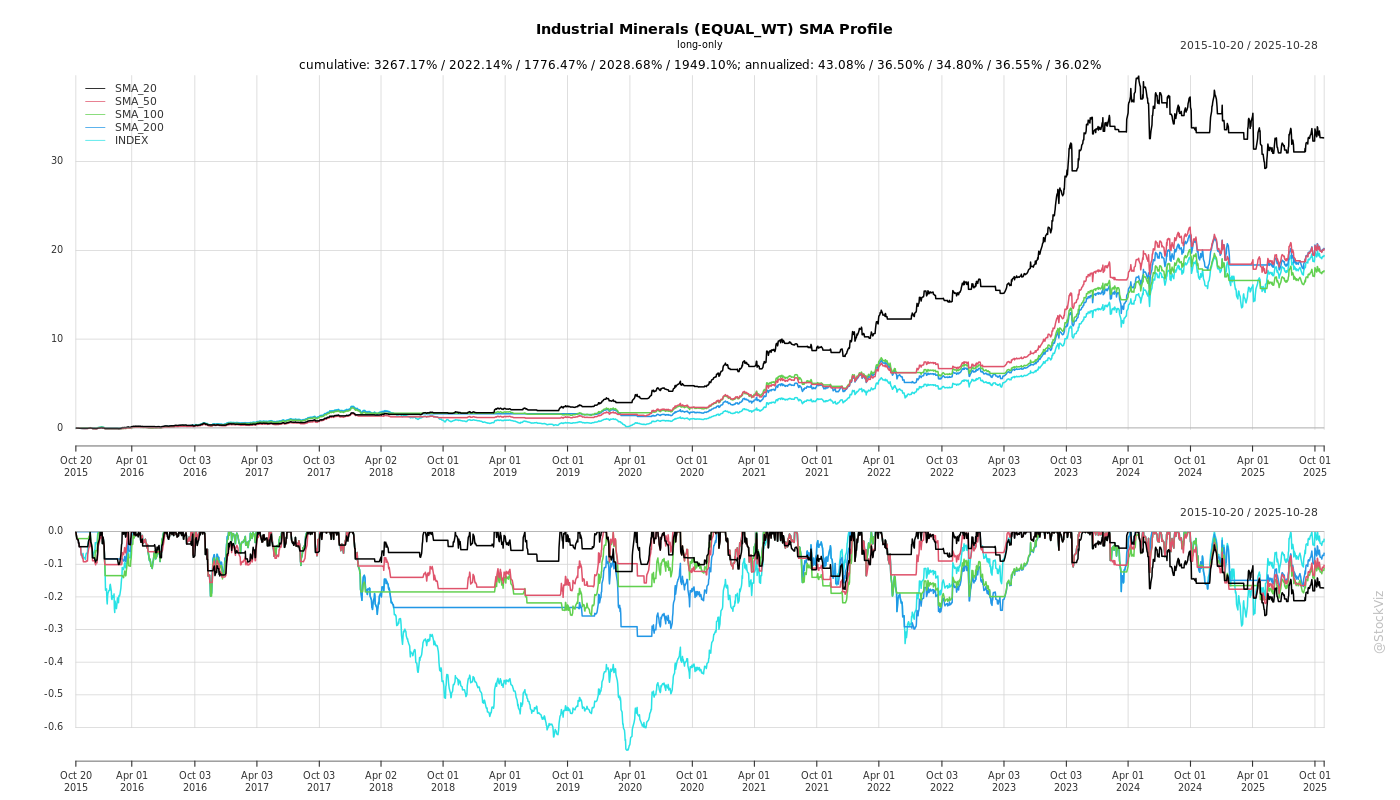 Industrial Minerals (EQUAL_WT) SMA Profile
long-only
2015-10-20 / 2025-10-28
cumulative: 3267.17% / 2022.14% / 1776.47% / 2028.68% / 1949.10%; annualized: 43.08% / 36.50% / 34.80% / 36.55% / 36.02%
SMA_20
SMA_50
SMA_100
SMA_200
INDEX
30
20
10
0
Oct 20 Apr 01 Oct 03 Apr 03 Oct 03 Apr 02 Oct 01 Apr 01 Oct 01 Apr 01 Oct 01 Apr 01 Oct 01 Apr 01 Oct 03 Apr 03 Oct 03 Apr 01 Oct 01 Apr 01 Oct 01
2015 2016 2016 2017 2017 2018 2018 2019 2019 2020 2020 2021 2021 2022 2022 2023 2023 2024 2024 2025 2025
2015-10-20 / 2025-10-28
0.0
-0.1
-0.2
-0.3
-0.4
-0.5
-0.6
Oct 20 Apr 01 Oct 03 Apr 03 Oct 03 Apr 02 Oct 01 Apr 01 Oct 01 Apr 01 Oct 01 Apr 01 Oct 01 Apr 01 Oct 03 Apr 03 Oct 03 Apr 01 Oct 01 Apr 01 Oct 01
2015 2016 2016 2017 2017 2018 2018 2019 2019 2020 2020 2021 2021 2022 2022 2023 2023 2024 2024 2025 2025
@StockViz